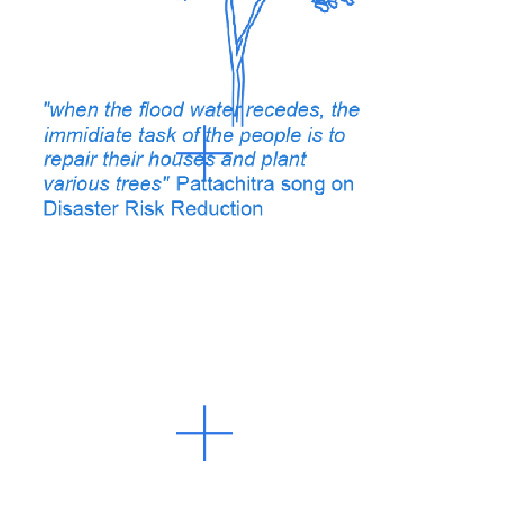 "when the flood water recedes, the
immidiate task of the people is to
repair their houses and plant
various trees" Pattachitra song on
Disaster Risk Reduction